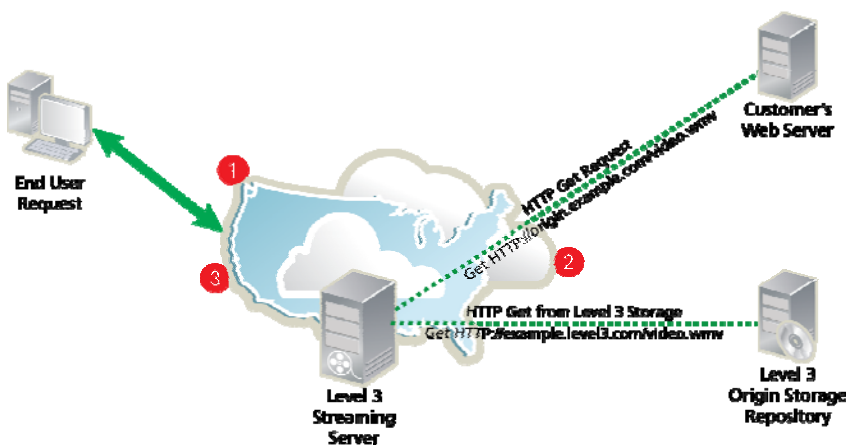 Customer's
Web Server
End User
Request
1
HTTP Get Request
Get HTTP://origin.example.com/video.wmv
2
3
HTTP Get from Level 3 Storage
Get HTTP://example.level3.com/video.wmv
Level 3
Streaming
Server
Level 3
Origin Storage
Repository